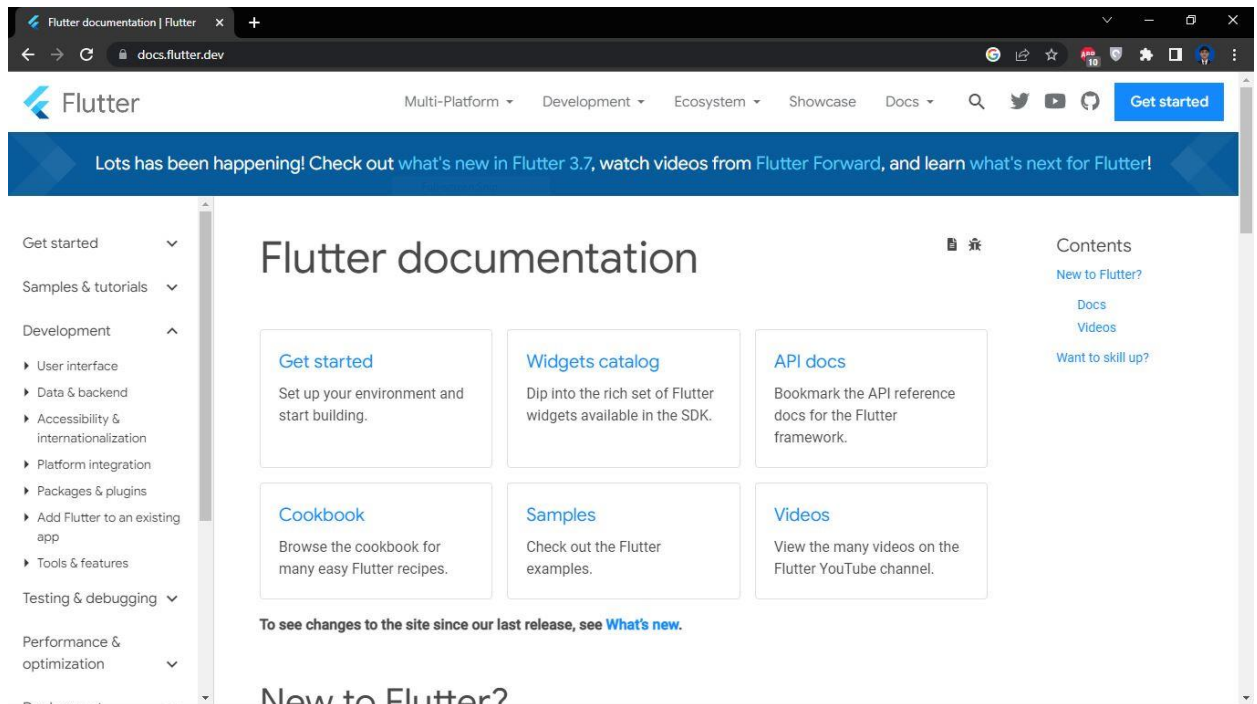 Flutter documentation | Flutter
docs.flutter.dev
10
Flutter
Multi-Platform Development Ecosystem Showcase Docs Get started
Lots has been happening! Check out what's new in Flutter 3.7, watch videos from Flutter Forward, and learn what's next for Flutter!
Get started
Samples & tutorials
Development
User interface
Data & backend
Accessibility &
internationalization
Platform integration
Packages & plugins
Add Flutter to an existing
app
Tools & features
Testing & debugging
Performance &
optimization
Flutter documentation
Get started
Set up your environment and
start building.
Widgets catalog
Dip into the rich set of Flutter
widgets available in the SDK.
API docs
Bookmark the API reference
docs for the Flutter
framework.
Cookbook
Browse the cookbook for
many easy Flutter recipes.
Samples
Check out the Flutter
examples.
Videos
View the many videos on the
Flutter YouTube channel.
To see changes to the site since our last release, see What's new.
New to Flutter?
Contents
New to Flutter?
Docs
Videos
Want to skill up?